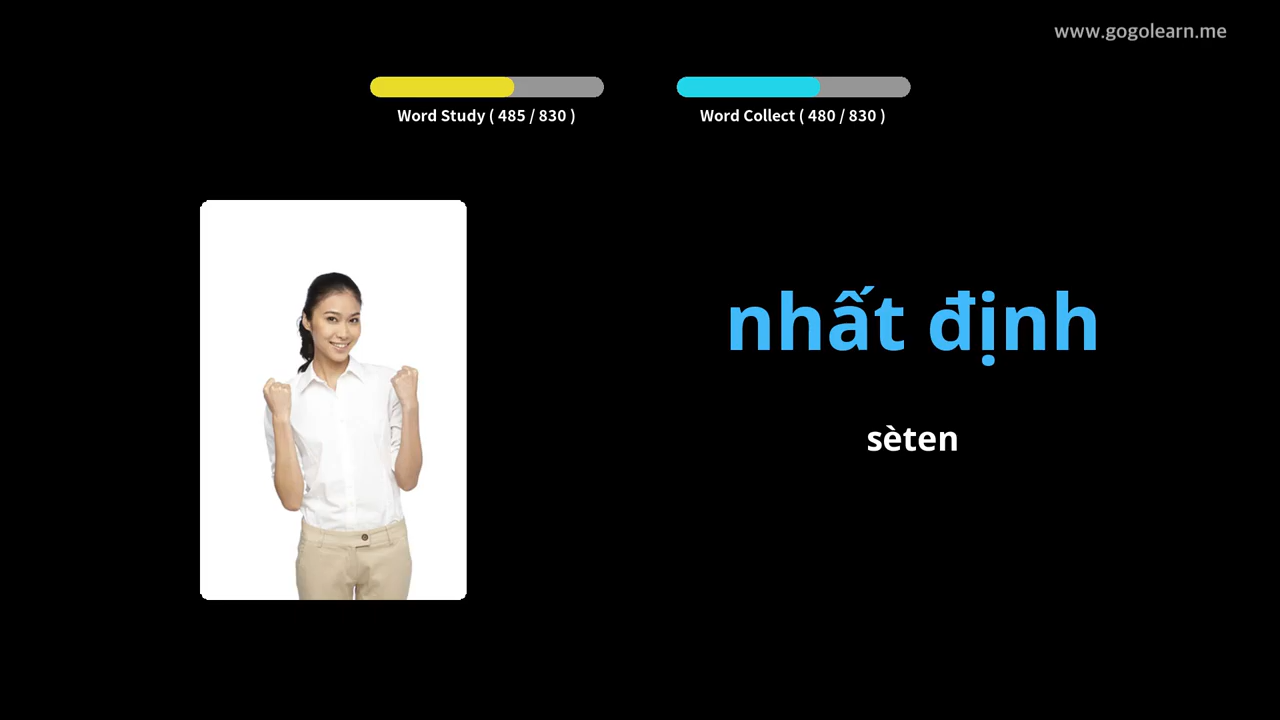 www.gogolearn.me
Word Study ( 485 / 830 )
Word Collect ( 480 / 830 )
nhất định
sèten